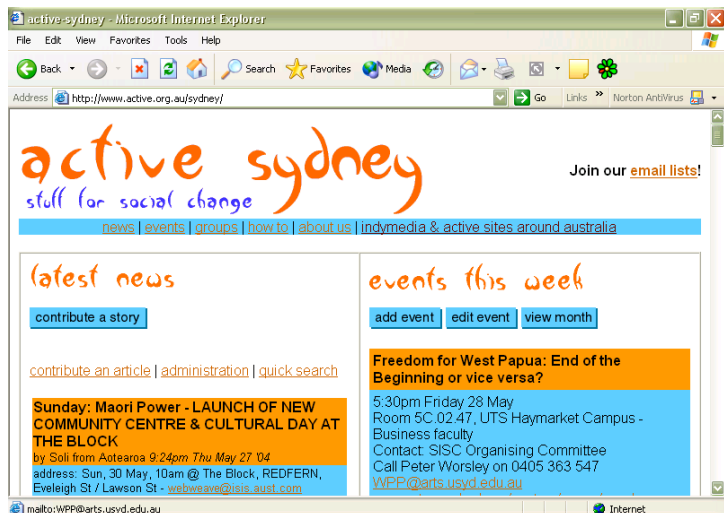 active-sydney - Microsoft Internet Explorer
File Edit View Favorites Tools Help
Back Search Favorites Media
Address http://www.active.org.au/sydney/ Go Links » Norton AntiVirus
active sydney
stuff for social change
Join our email lists!
news | events | groups | how to | about us | indymedia & active sites around australia
latest news
contribute a story
contribute an article | administration | quick search
Sunday: Maori Power - LAUNCH OF NEW
COMMUNITY CENTRE & CULTURAL DAY AT
THE BLOCK
by Soli from Aotearoa 9:24pm Thu May 27 '04
address: Sun, 30 May, 10am @ The Block, REDFERN,
Eveleigh St / Lawson St - webweave@isis.aust.com
events this week
add event edit event view month
Freedom for West Papua: End of the
Beginning or vice versa?
5:30pm Friday 28 May
Room 5C.02.47, UTS Haymarket Campus -
Business faculty
Contact: SISC Organising Committee
Call Peter Worsley on 0405 363 547
WPP@arts.usyd.edu.au
mailto:WPP@arts.usyd.edu.au Internet